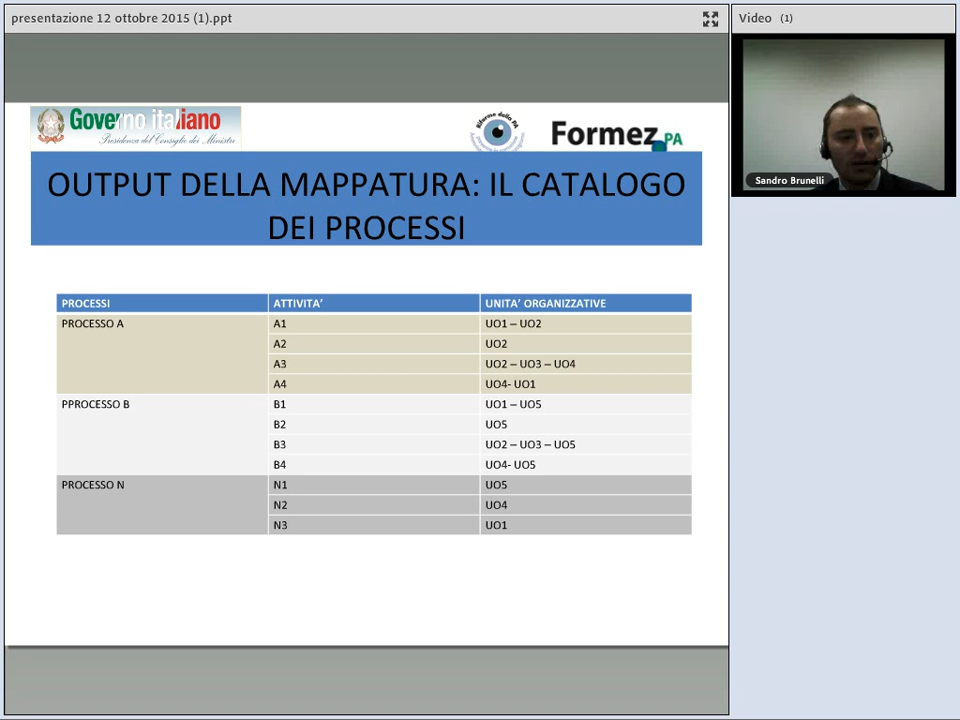 presentazione 12 ottobre 2015 (1).ppt
Video (1)
Governo italiano
Presidenza del Consiglio dei Ministri
Riforme della PA
Formez PA
Sandro Brunelli
OUTPUT DELLA MAPPATURA: IL CATALOGO
DEI PROCESSI
PROCESSI ATTIVITA' UNITA' ORGANIZZATIVE
PROCESSO A A1 UO1 – UO2
A2 UO2
A3 UO2 – UO3 – UO4
A4 UO4- UO1
PPROCESSO B B1 UO1 – UO5
B2 UO5
B3 UO2 – UO3 – UO5
B4 UO4- UO5
PROCESSO N N1 UO5
N2 UO4
N3 UO1